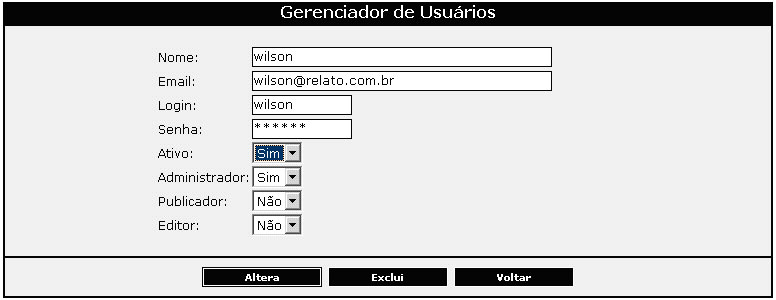 Gerenciador de Usuários
Nome: wilson
Email: wilson@relato.com.br
Login: wilson
Senha: ******
Ativo: Sim
Administrador: Sim
Publicador: Não
Editor: Não
Altera Exclui Voltar